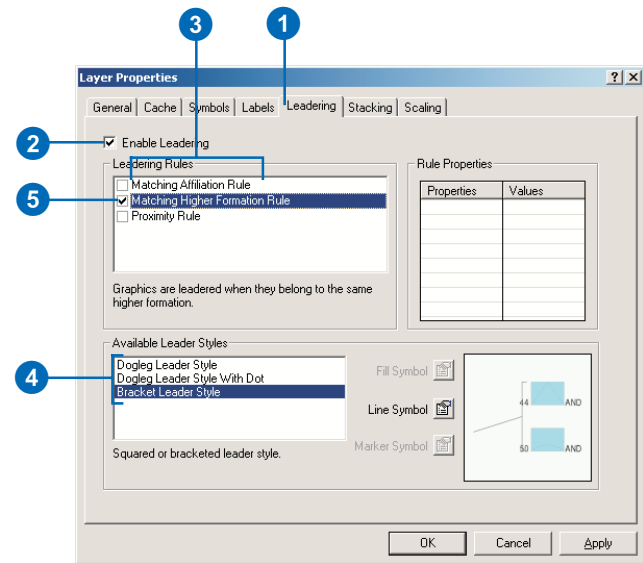 3
1
Layer Properties
General Cache Symbols Labels Leadering Stacking Scaling
2
Enable Leadering
Leadering Rules
Rule Properties
Matching Affiliation Rule
5
Matching Higher Formation Rule
Proximity Rule
Properties Values
Graphics are leadered when they belong to the same
higher formation.
Available Leader Styles
4
Dogleg Leader Style
Dogleg Leader Style With Dot
Bracket Leader Style
Fill Symbol
Line Symbol
Marker Symbol
44 AND
50 AND
Squared or bracketed leader style.
OK Cancel Apply